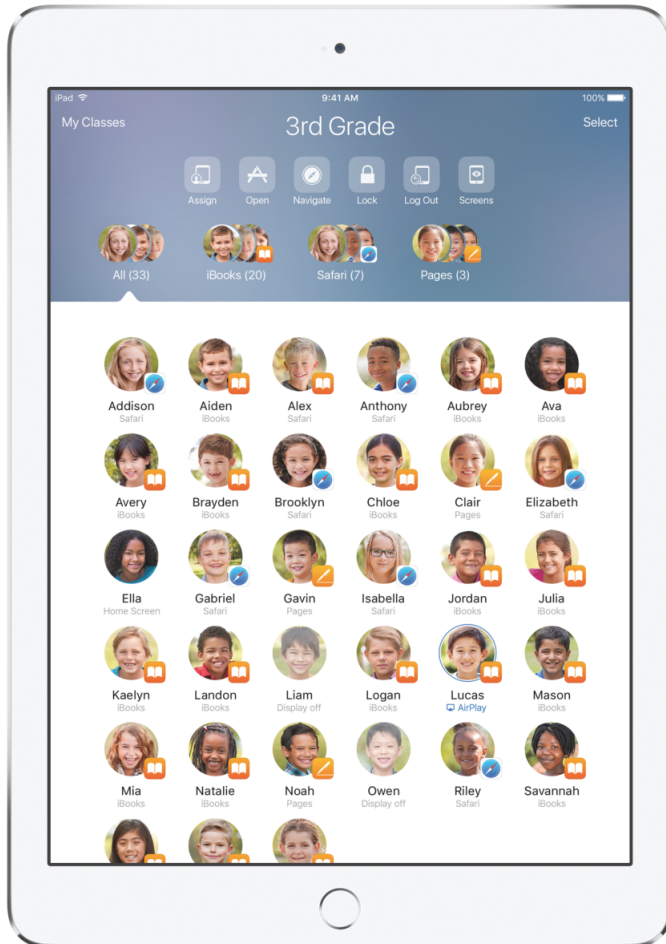 iPad 9:41 AM 100%
My Classes 3rd Grade Select
Assign Open Navigate Lock Log Out Screens
All (33) iBooks (20) Safari (7) Pages (3)
Addison Aiden Alex Anthony Aubrey Ava
Safari iBooks Safari Safari iBooks iBooks
Avery Brayden Brooklyn Chloe Clair Elizabeth
iBooks iBooks Safari iBooks Pages Safari
Ella Gabriel Gavin Isabella Jordan Julia
Home Screen Safari Pages Safari iBooks iBooks
Kaelyn Landon Liam Logan Lucas Mason
iBooks iBooks Display off iBooks AirPlay iBooks
Mia Natalie Noah Owen Riley Savannah
iBooks iBooks Pages Display off Safari iBooks